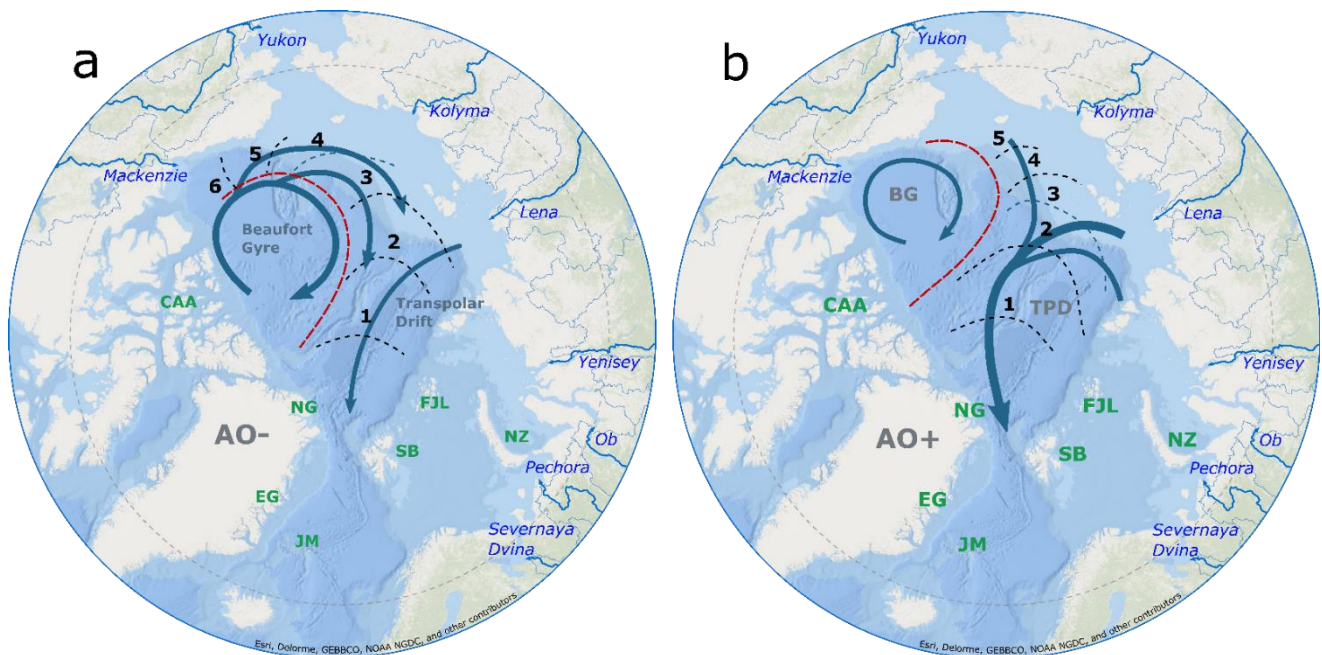 a
Yukon
Kolyma
Mackenzie
Lena
4
5
3
6
Beaufort
Gyre
2
CAA
Transpolar
Drift
1
Yenisey
NG
FJL
AO-
NZ
Ob
SB
Pechora
EG
Severnaya
Dvina
JM
Esri, Delorme, GEBBCO, NOAA NGDC, and other contributors
b
Yukon
Kolyma
5
Mackenzie
4
BG
3
Lena
2
CAA
1
TPD
Yenisey
NG
FJL
AO+
NZ
Ob
SB
Pechora
EG
Severnaya
Dvina
JM
Esri, Delorme, GEBBCO, NOAA NGDC, and other contributors